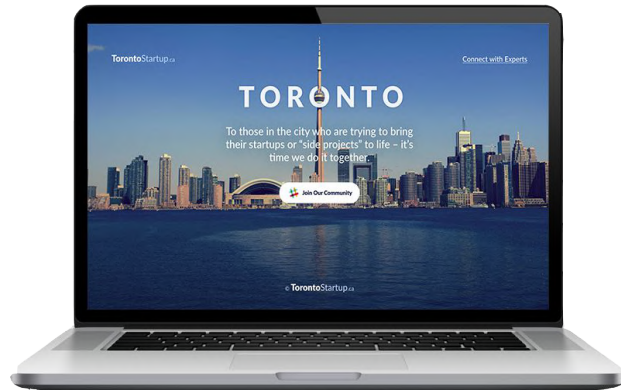 TorontoStartup.ca
Connect with Experts
TORONTO
To those in the city who are trying to bring
their startups or “side projects” to life – it’s
time we do it together.
Join Our Community
© TorontoStartup.ca